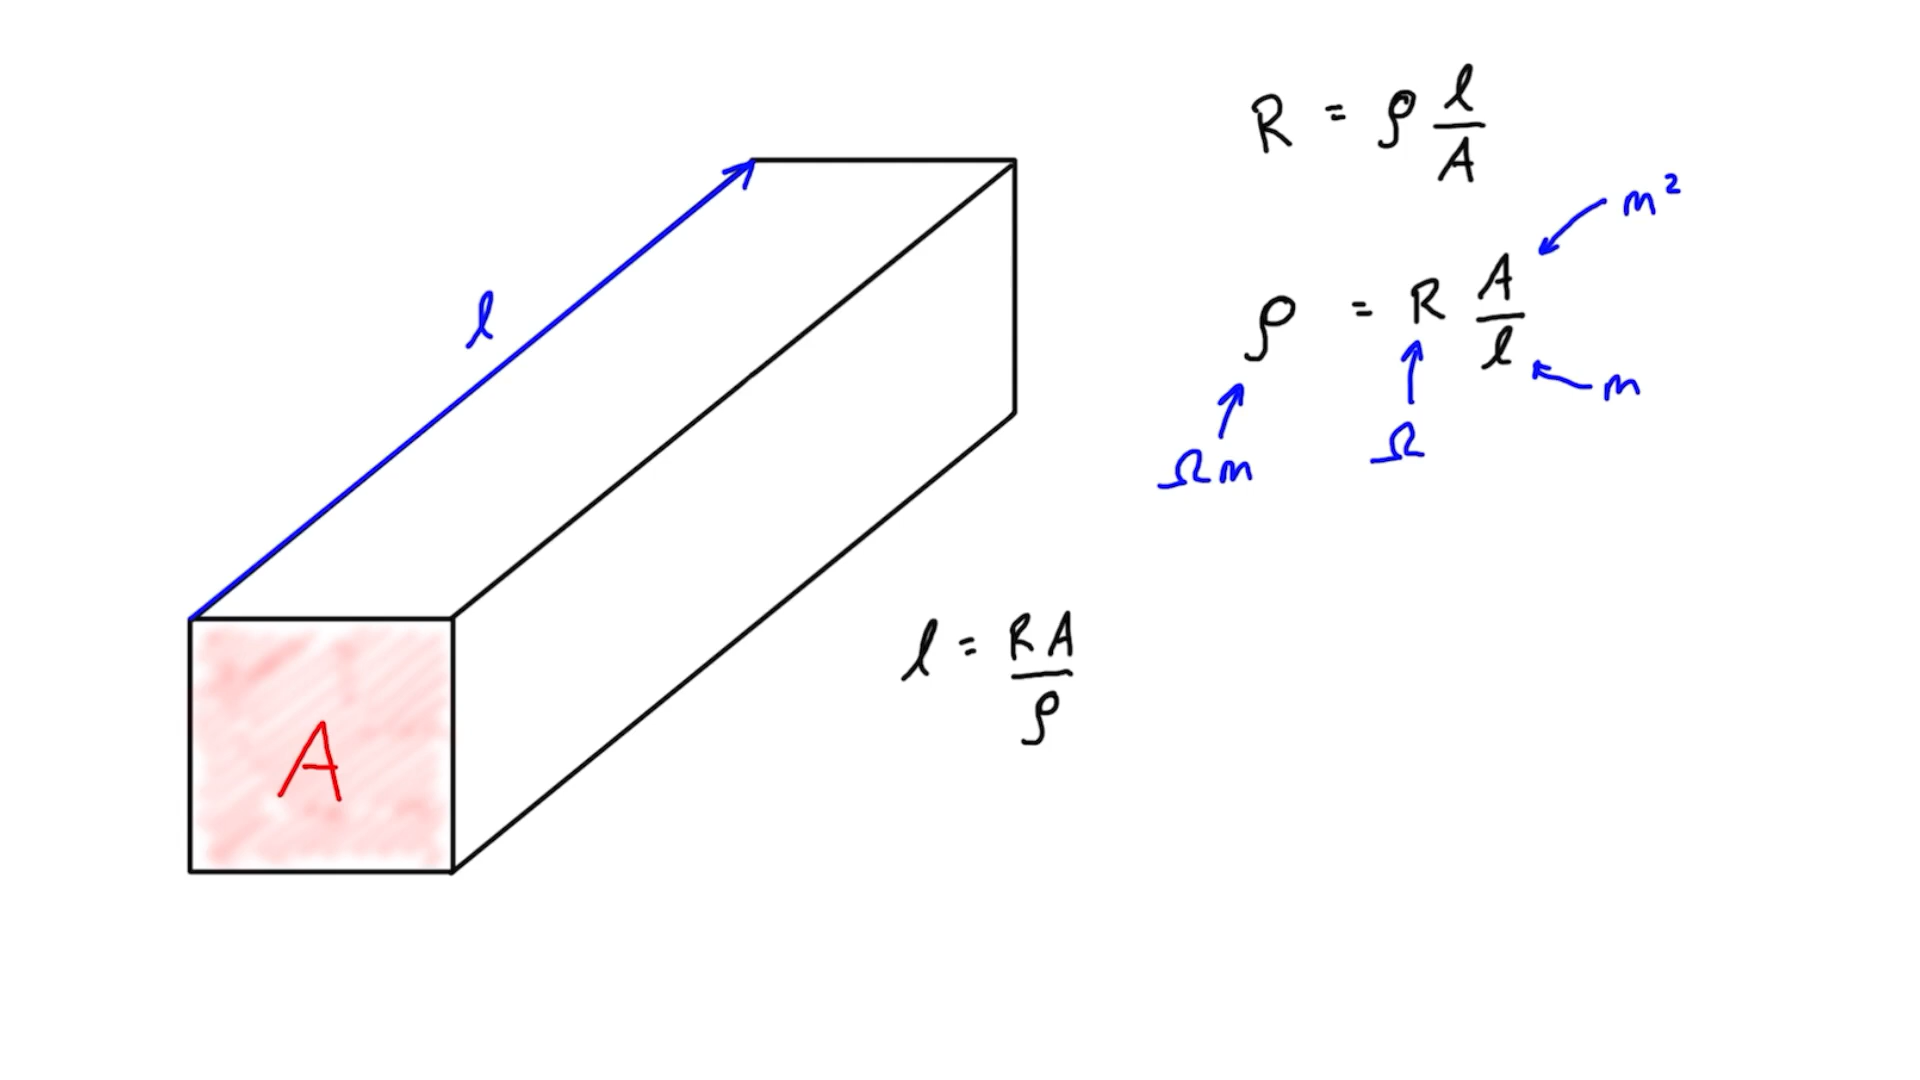 R = ρ l/A
m²
ρ = R A/l
m
Ω
Ωm
l
l = RA/ρ
A